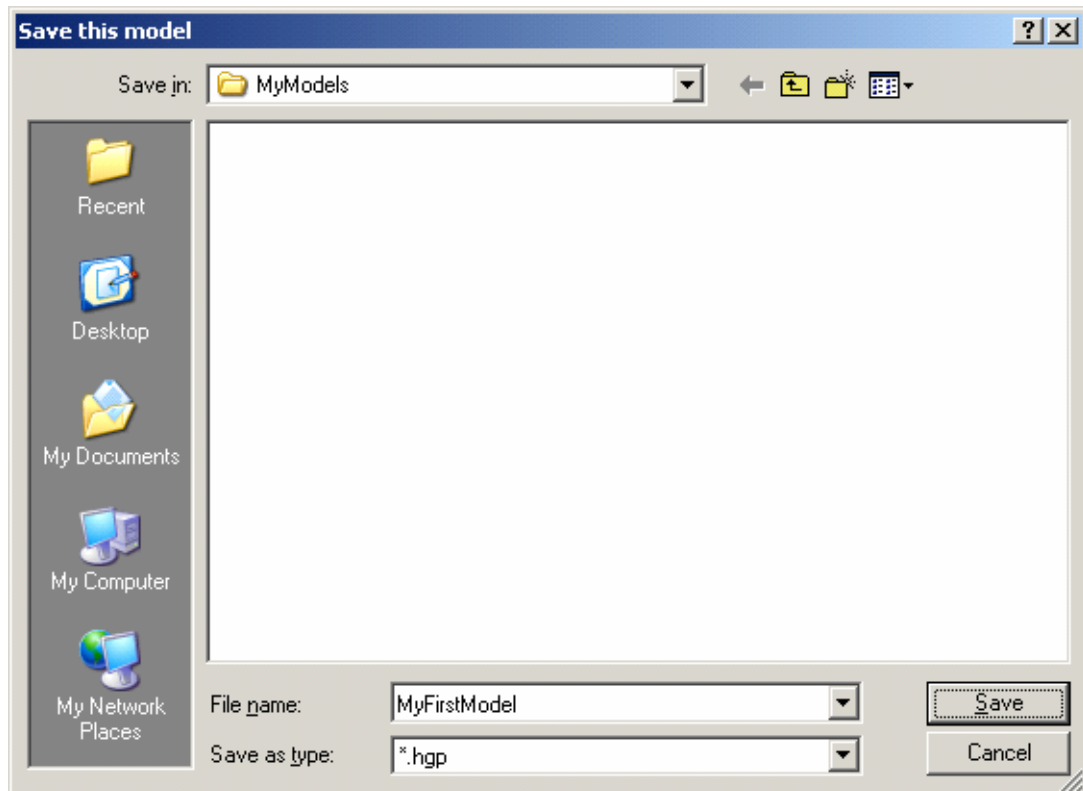 Save this model
Save in: MyModels
Recent
Desktop
My Documents
My Computer
My Network
Places
File name: MyFirstModel Save
Save as type: *.hgp Cancel